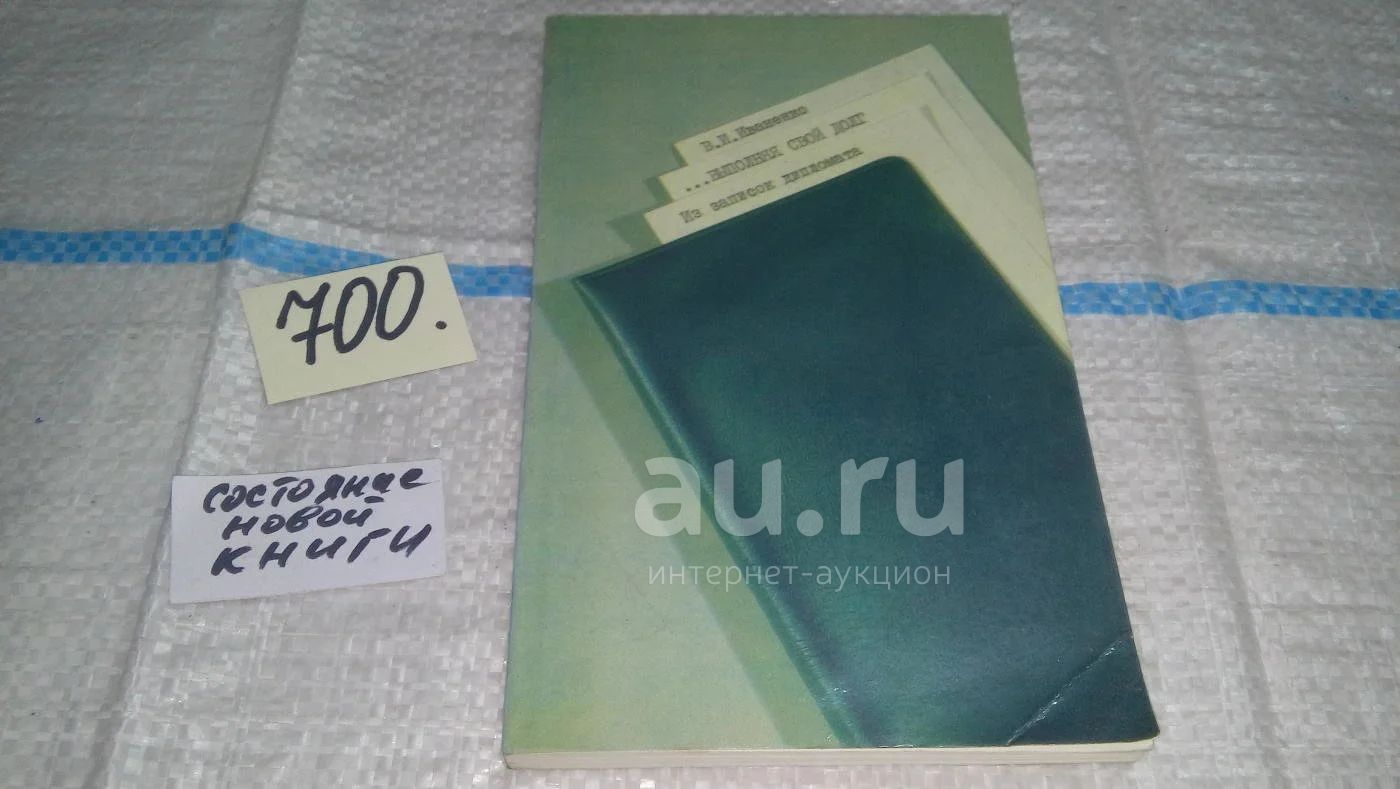 В.И.Иваненко
...ВЫПОЛНЯЯ СВОЙ ДОЛГ
Из записок дипломата
700.
состояние
новой
книги
au.ru
интернет-аукцион